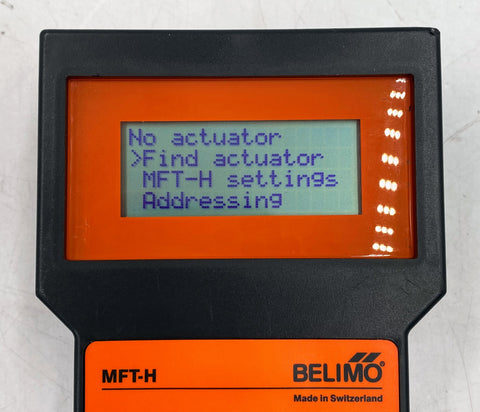 No actuator
>Find actuator
MFT-H settings
Addressing
MFT-H
BELIMO
Made in Switzerland